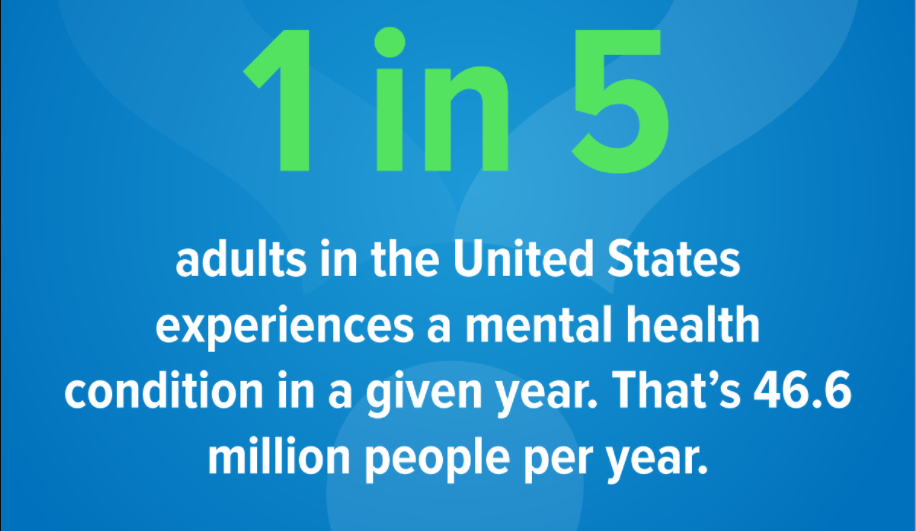 1 in 5
adults in the United States
experiences a mental health
condition in a given year. That’s 46.6
million people per year.